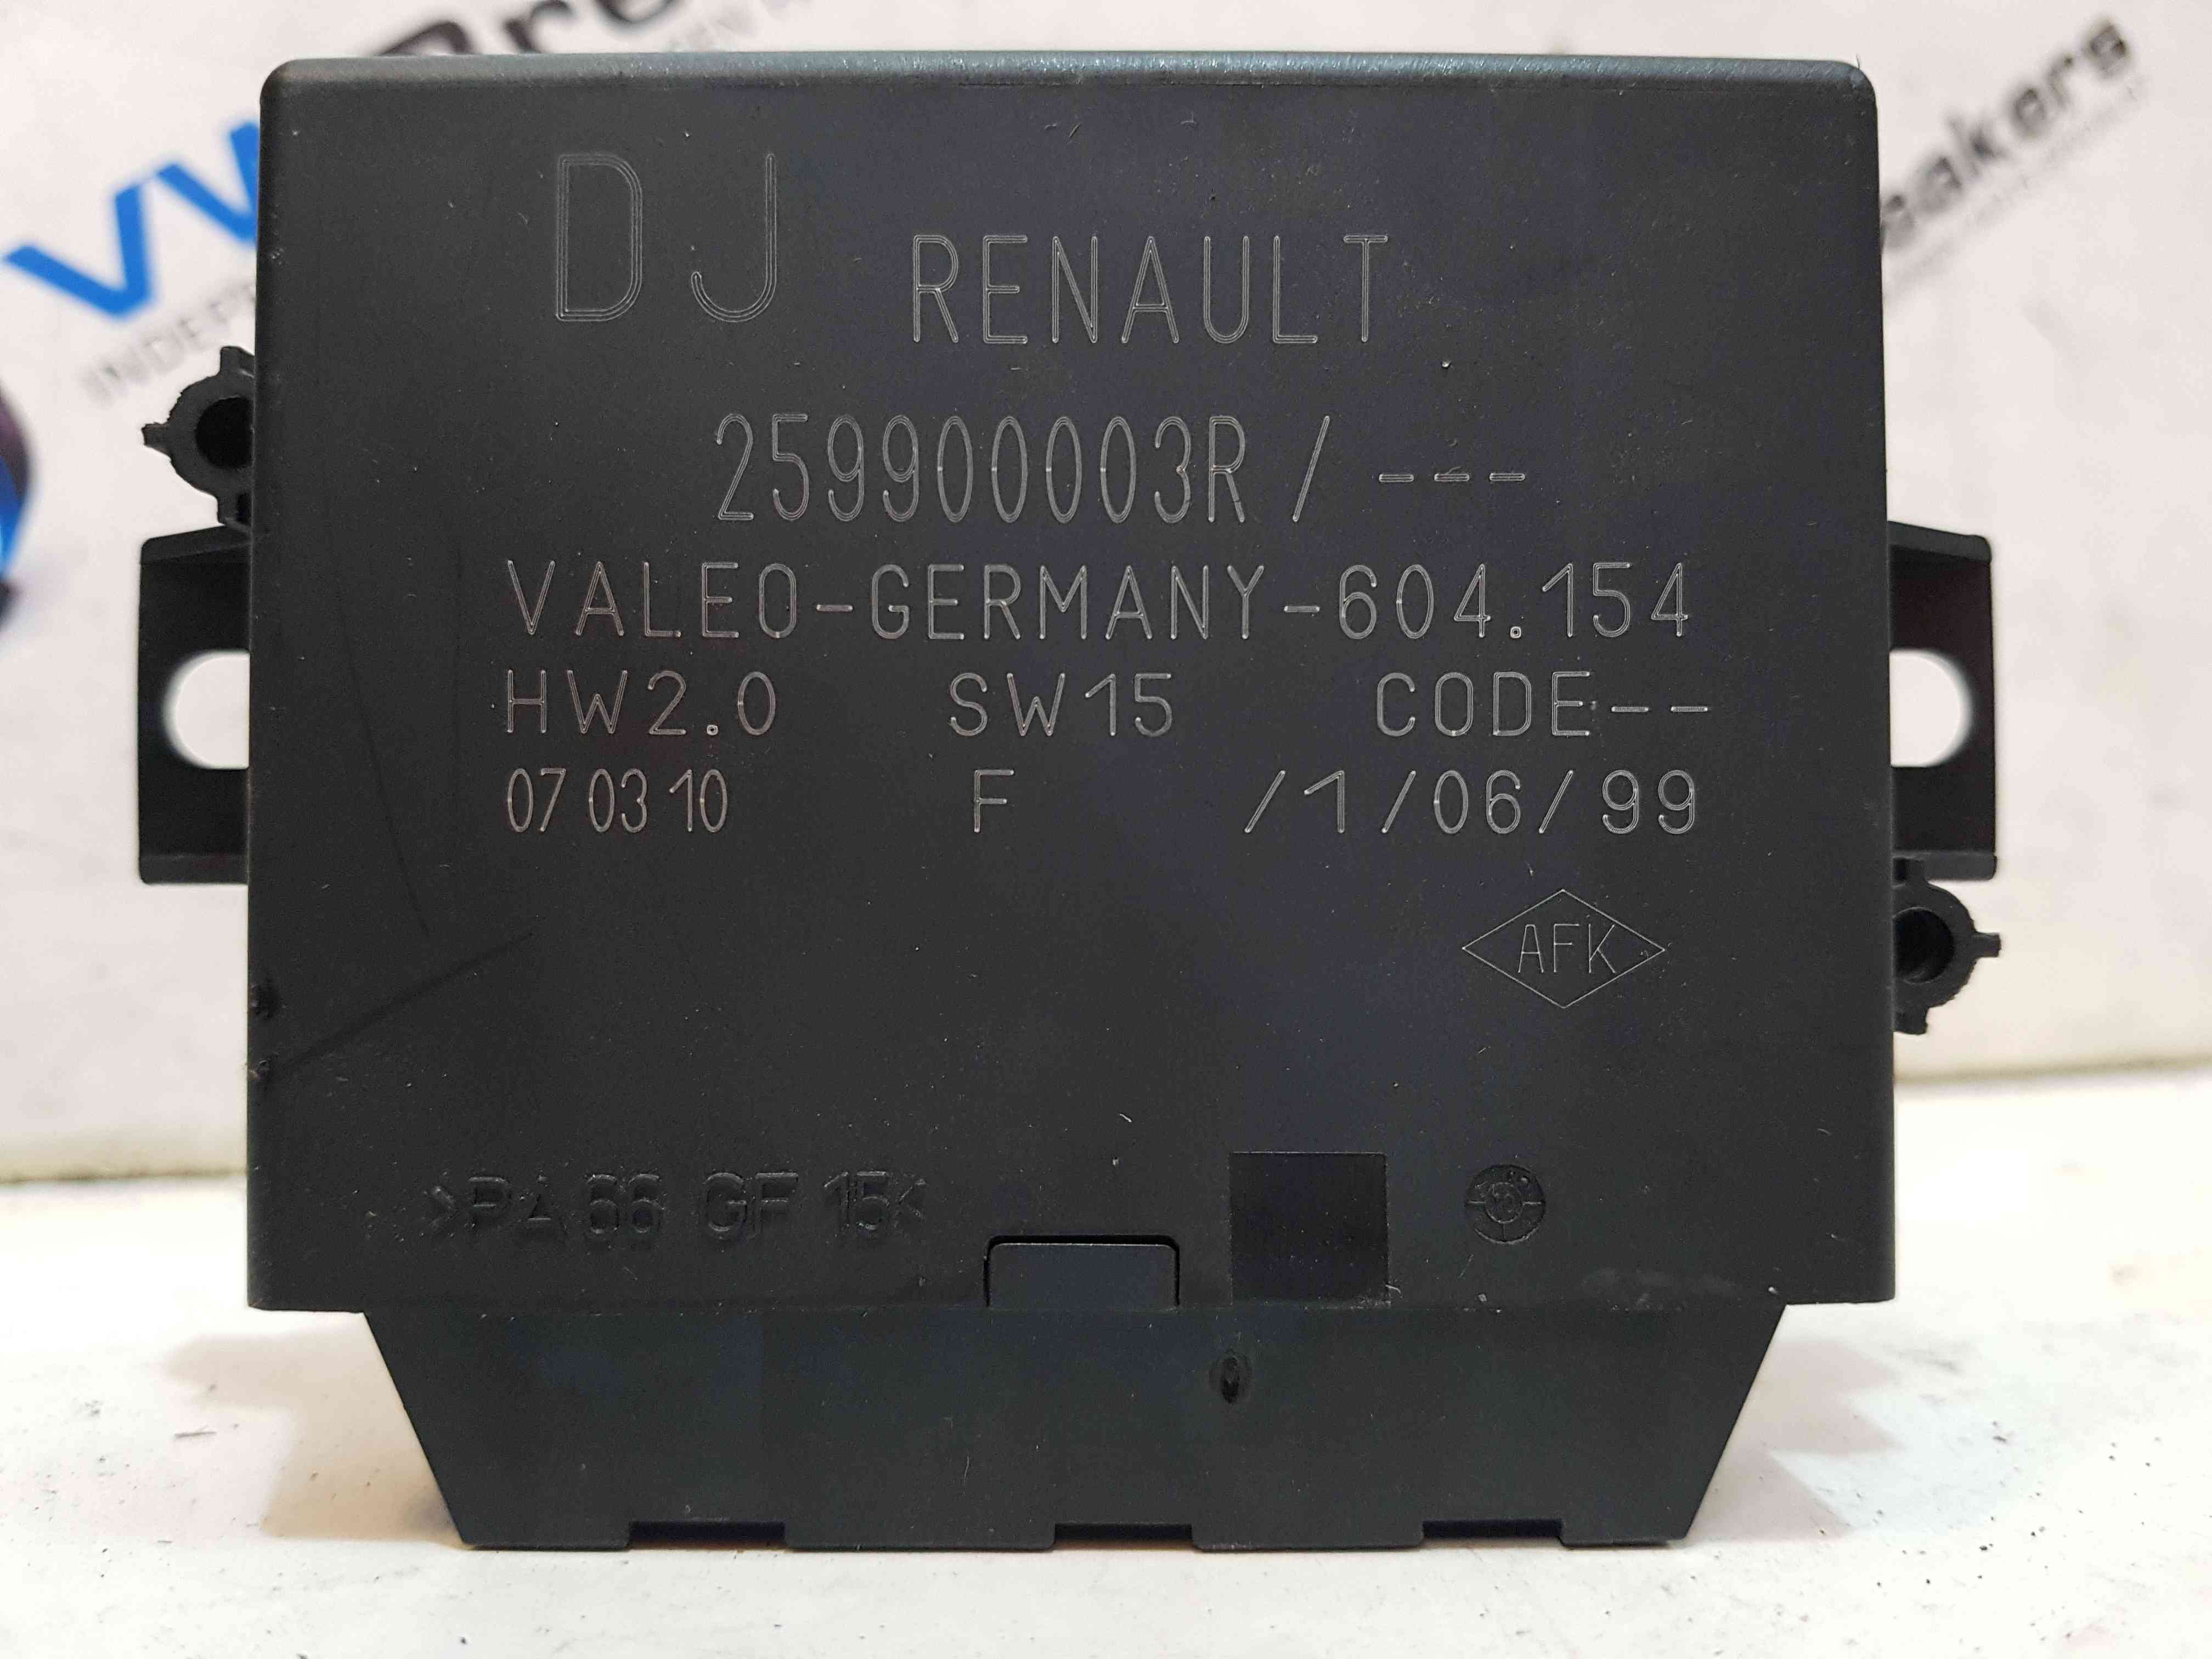 DJ RENAULT
259900003R / ---
VALEO-GERMANY-604.154
HW2.0 SW15 CODE--
07 03 10 F /1/06/99
AFK
>PA 66 GF 15<